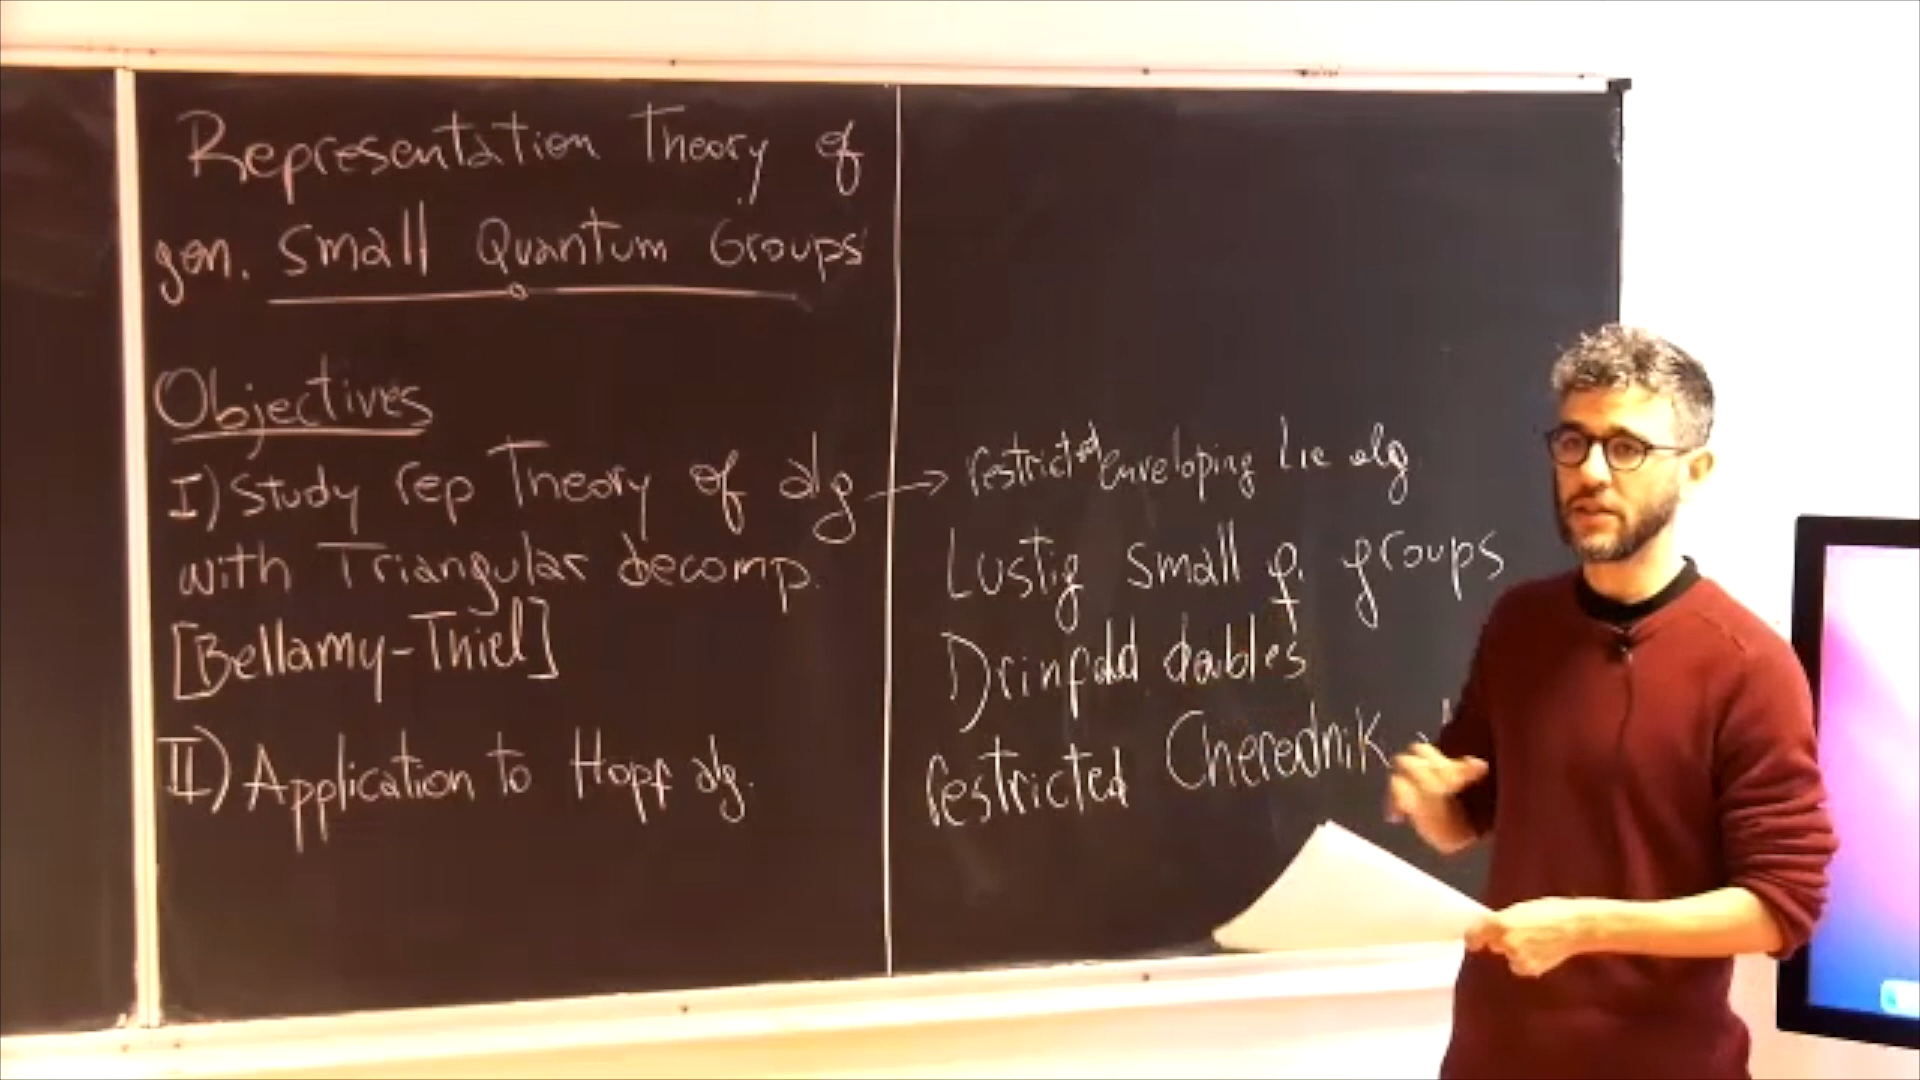 Representation Theory of
gen. Small Quantum Groups
Objectives
I) Study rep Theory of alg
with Triangular decomp.
[Bellamy-Thiel]
II) Application to Hopf alg.
→ restricted enveloping Lie alg.
Lustig small q. groups
Drinfeld doubles
restricted Cherednik